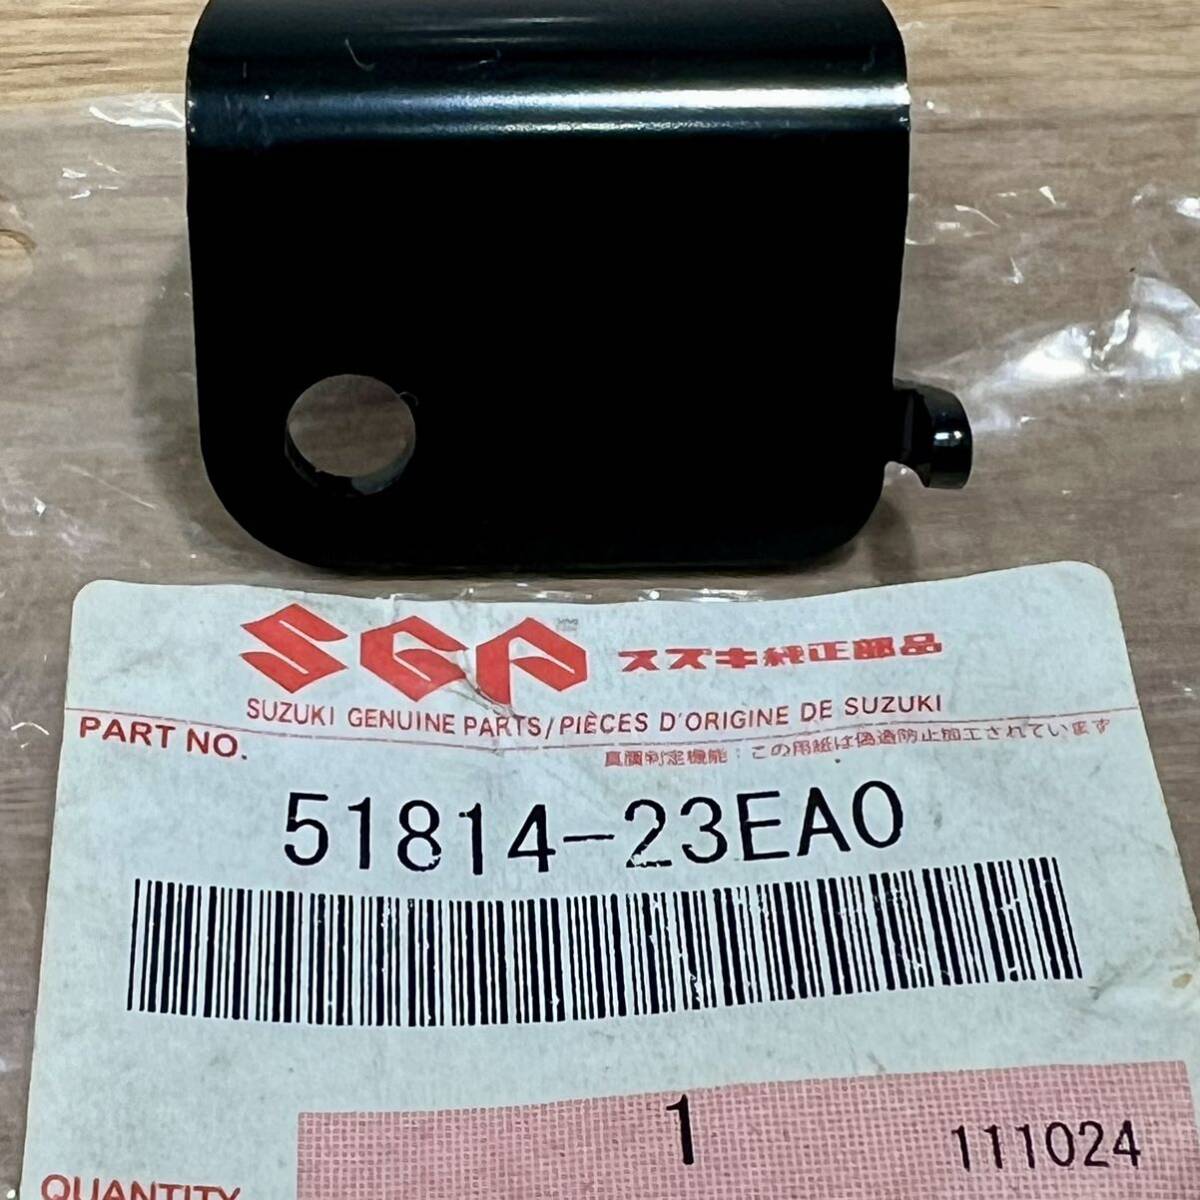 SGP スズキ純正部品
SUZUKI GENUINE PARTS/PIÈCES D'ORIGINE DE SUZUKI
PART NO.
真贋判定機能:この用紙は偽造防止加工されています
51814-23EA0
1
111024
QUANTITY